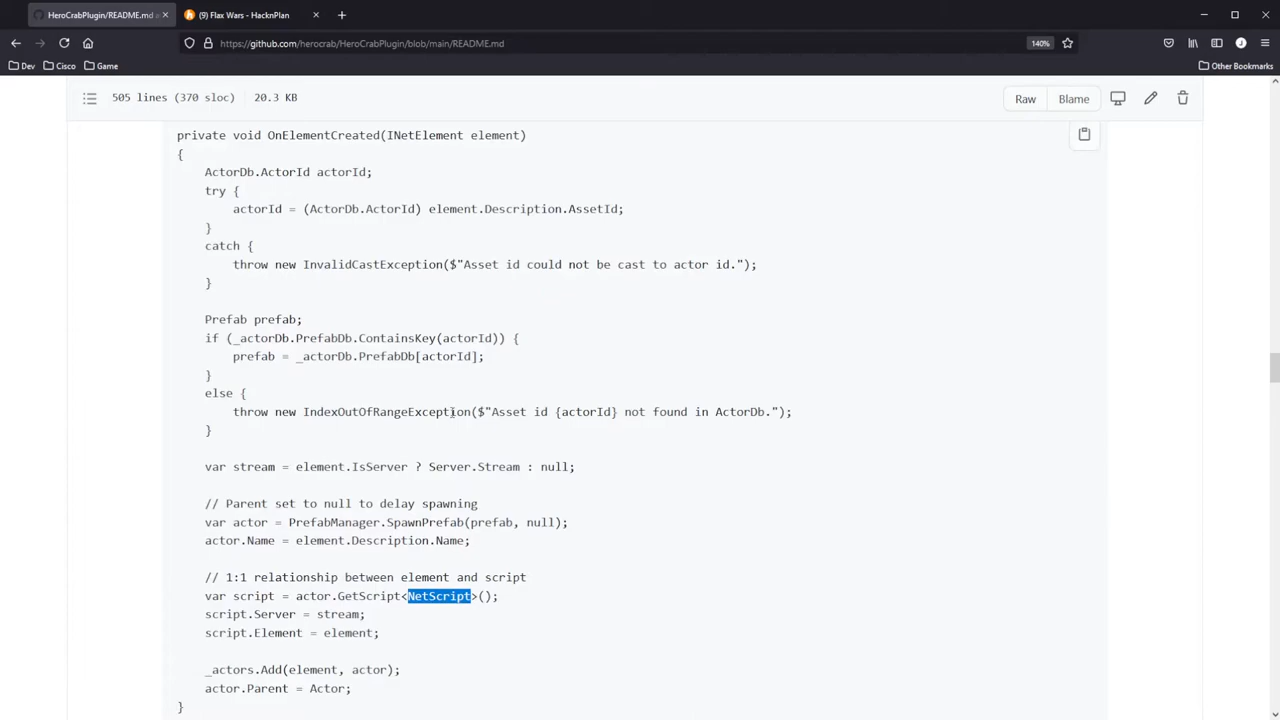 HeroCrabPlugin/README.md a
(9) Flax Wars - HacknPlan
https://github.com/herocrab/HeroCrabPlugin/blob/main/README.md
140%
Dev
Cisco
Game
Other Bookmarks
505 lines (370 sloc)
20.3 KB
Raw
Blame
private void OnElementCreated(INetElement element)
{
ActorDb.ActorId actorId;
try {
actorId = (ActorDb.ActorId) element.Description.AssetId;
}
catch {
throw new InvalidCastException($"Asset id could not be cast to actor id.");
}
Prefab prefab;
if (_actorDb.PrefabDb.ContainsKey(actorId)) {
prefab = _actorDb.PrefabDb[actorId];
}
else {
throw new IndexOutOfRangeException($"Asset id {actorId} not found in ActorDb.");
}
var stream = element.IsServer ? Server.Stream : null;
// Parent set to null to delay spawning
var actor = PrefabManager.SpawnPrefab(prefab, null);
actor.Name = element.Description.Name;
// 1:1 relationship between element and script
var script = actor.GetScript<NetScript>();
script.Server = stream;
script.Element = element;
_actors.Add(element, actor);
actor.Parent = Actor;
}